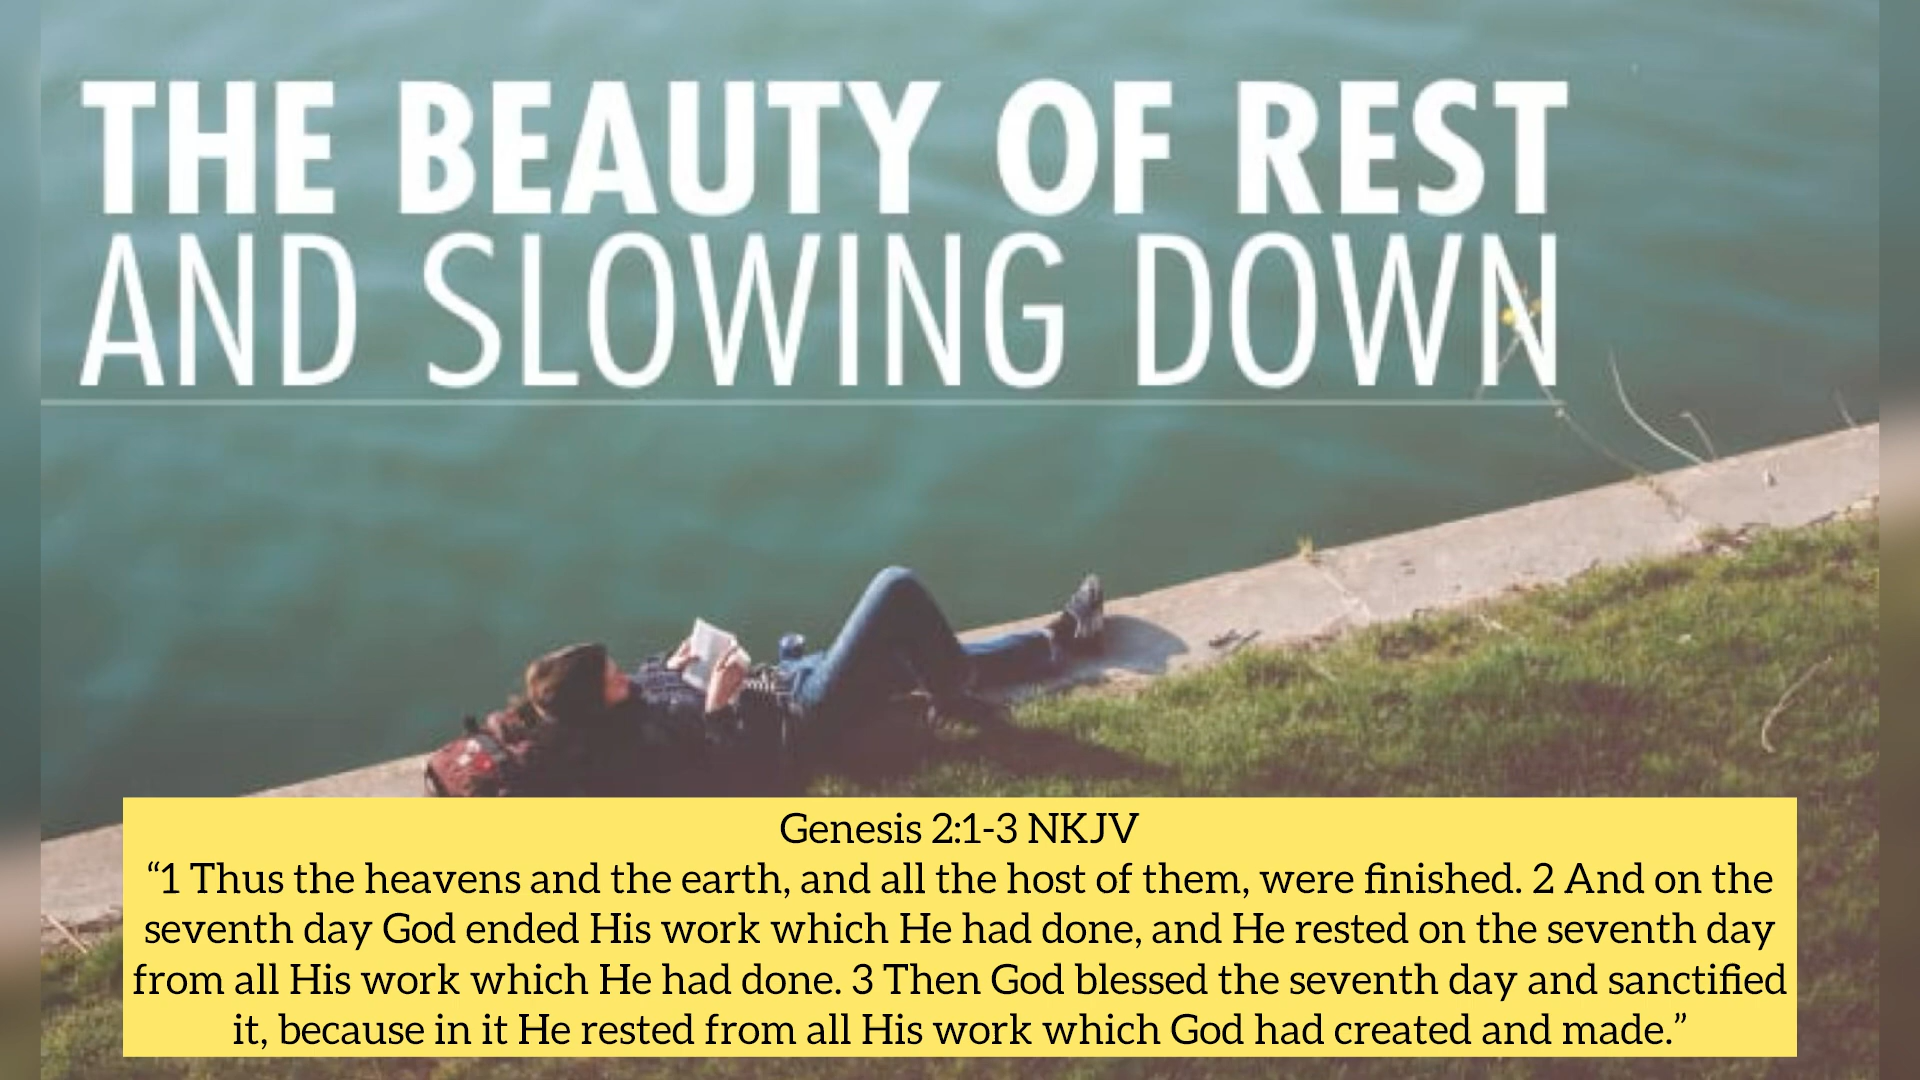 THE BEAUTY OF REST
AND SLOWING DOWN
Genesis 2:1-3 NKJV
“1 Thus the heavens and the earth, and all the host of them, were finished. 2 And on the
seventh day God ended His work which He had done, and He rested on the seventh day
from all His work which He had done. 3 Then God blessed the seventh day and sanctified
it, because in it He rested from all His work which God had created and made.”